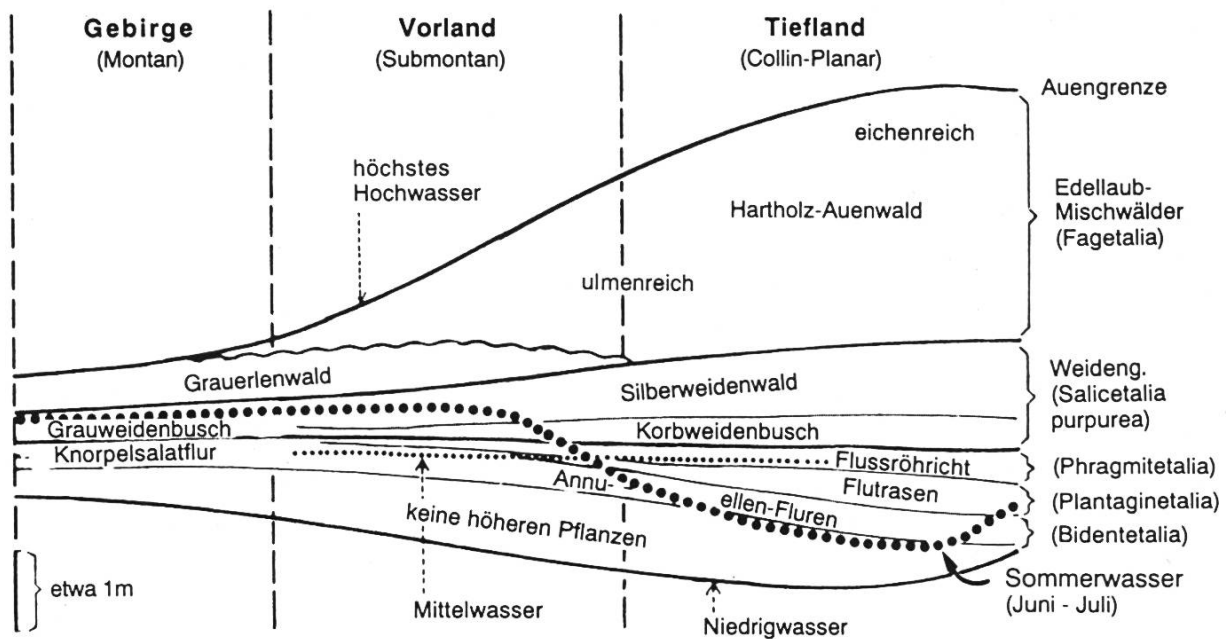 Gebirge
(Montan)
Vorland
(Submontan)
Tiefland
(Collin-Planar)
Auengrenze
eichenreich
höchstes
Hochwasser
Edellaub-
Mischwälder
(Fagetalia)
Hartholz-Auenwald
ulmenreich
Grauerlenwald
Silberweidenwald
Weideng.
(Salicetalia
purpurea)
Grauweidenbusch
Korbweidenbusch
Knorpelsalatflur
Flussröhricht
(Phragmitetalia)
Annu-
ellen-Fluren
Flutrasen
(Plantaginetalia)
keine höheren Pflanzen
(Bidentetalia)
etwa 1m
Mittelwasser
Niedrigwasser
Sommerwasser
(Juni - Juli)